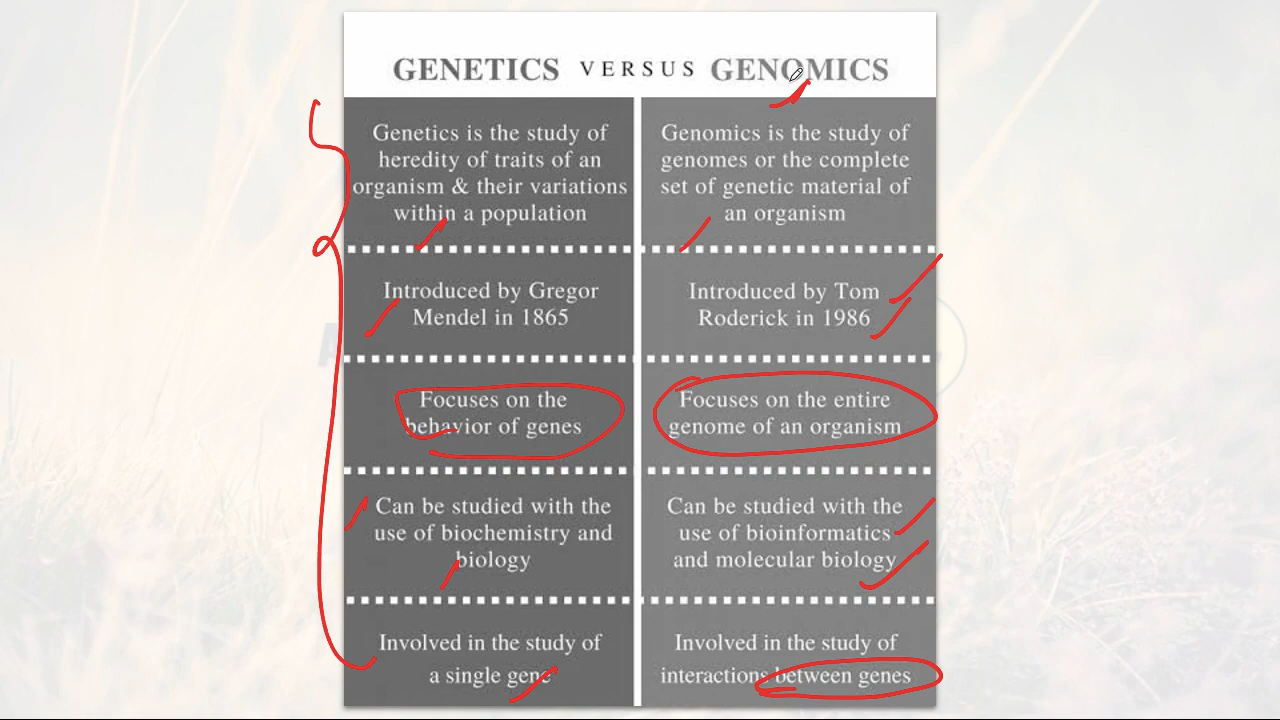 GENETICS VERSUS GENOMICS
Genetics is the study of
heredity of traits of an
organism & their variations
within a population
Genomics is the study of
genomes or the complete
set of genetic material of
an organism
Introduced by Gregor
Mendel in 1865
Introduced by Tom
Roderick in 1986
Focuses on the
behavior of genes
Focuses on the entire
genome of an organism
Can be studied with the
use of biochemistry and
biology
Can be studied with the
use of bioinformatics
and molecular biology
Involved in the study of
a single gene
Involved in the study of
interactions between genes